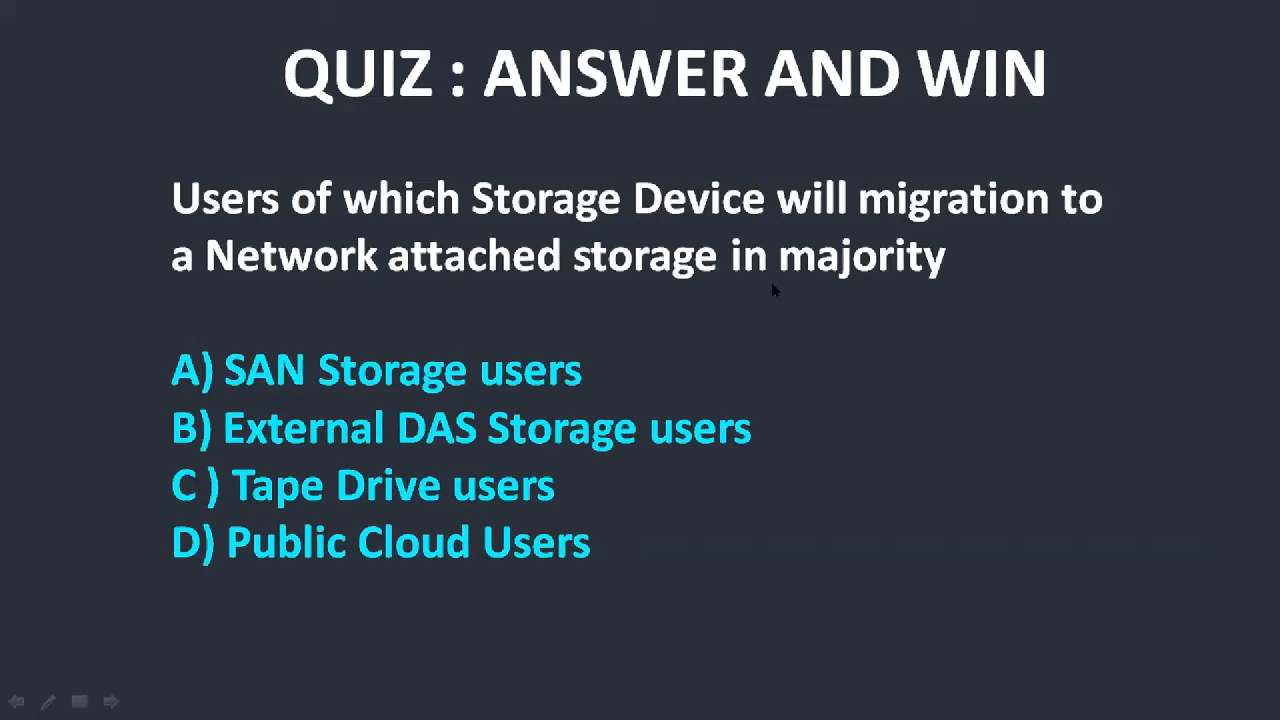 QUIZ : ANSWER AND WIN
Users of which Storage Device will migration to
a Network attached storage in majority
A) SAN Storage users
B) External DAS Storage users
C ) Tape Drive users
D) Public Cloud Users